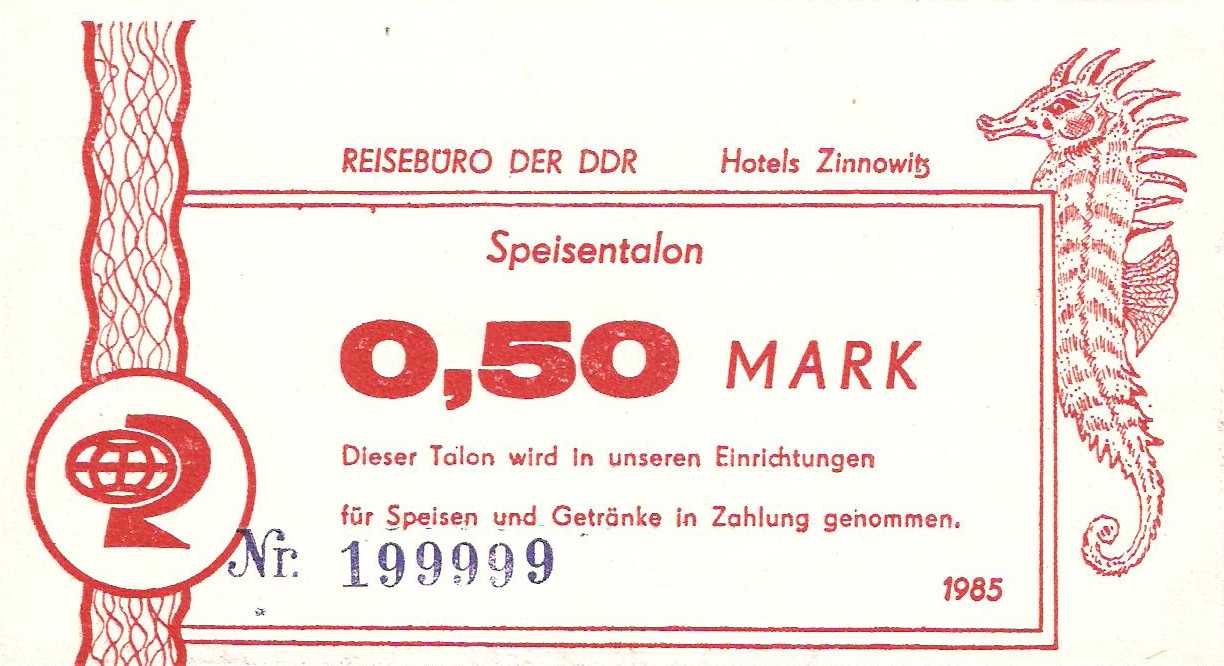 REISEBÜRO DER DDR Hotels Zinnowitz
Speisentalon
0,50 MARK
Dieser Talon wird in unseren Einrichtungen
für Speisen und Getränke in Zahlung genommen.
Nr. 199999
1985